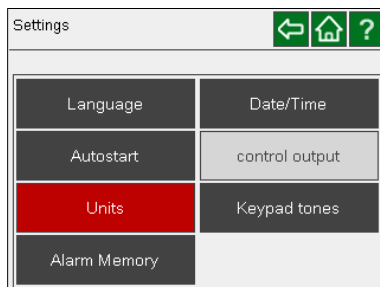 Settings
?
Language
Date/Time
Autostart
control output
Units
Keypad tones
Alarm Memory